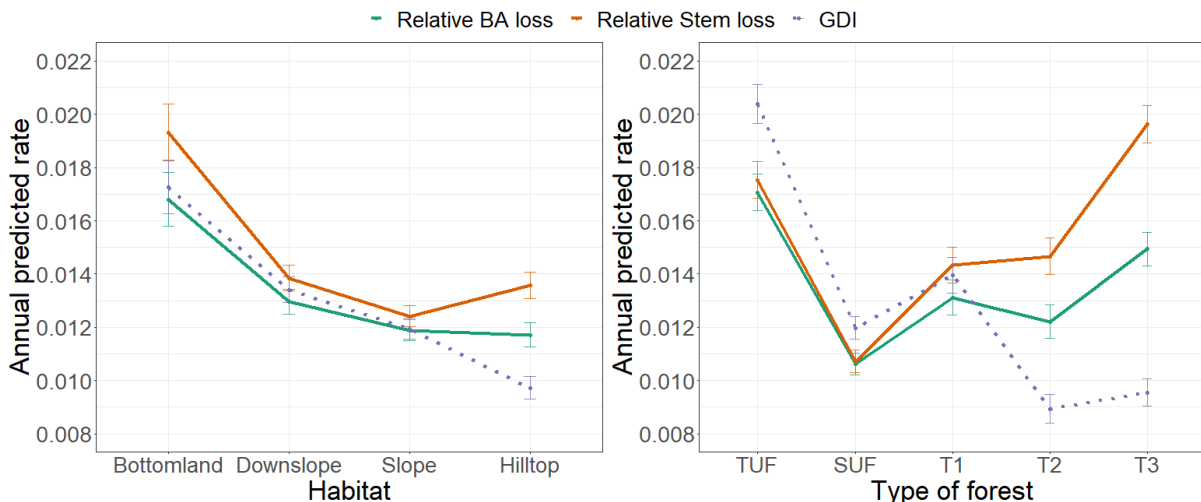 Relative BA loss Relative Stem loss GDI
Annual predicted rate
0.022
0.020
0.018
0.016
0.014
0.012
0.010
0.008
Bottomland Downslope Slope Hilltop
Habitat
Annual predicted rate
0.022
0.020
0.018
0.016
0.014
0.012
0.010
0.008
TUF SUF T1 T2 T3
Type of forest